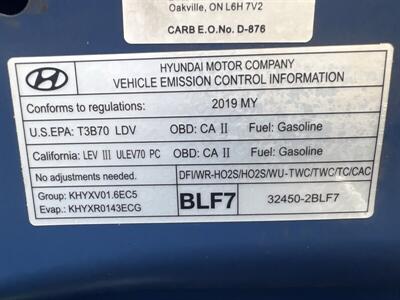 Oakville, ON L6H 7V2
CARB E.O.No. D-876
HYUNDAI MOTOR COMPANY
VEHICLE EMISSION CONTROL INFORMATION
Conforms to regulations: 2019 MY
U.S.EPA: T3B70 LDV OBD: CA II Fuel: Gasoline
California: LEV III ULEV70 PC OBD: CA II Fuel: Gasoline
No adjustments needed. DFI/WR-HO2S/HO2S/WU-TWC/TWC/TC/CAC
Group: KHYXV01.6EC5
Evap.: KHYXR0143ECG
BLF7 32450-2BLF7